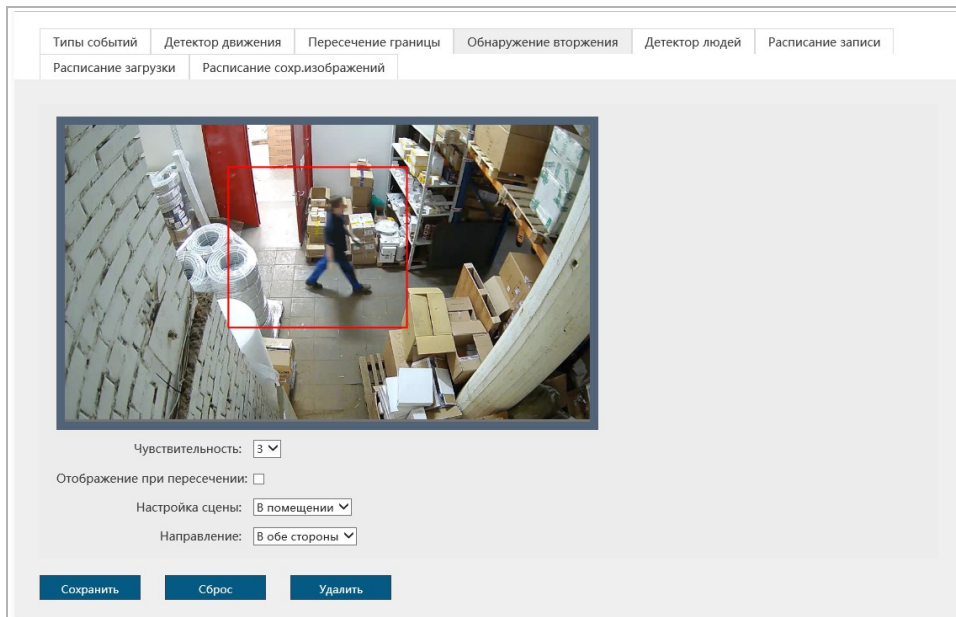 Типы событий Детектор движения Пересечение границы Обнаружение вторжения Детектор людей Расписание записи
Расписание загрузки Расписание сохр.изображений
Чувствительность: 3
Отображение при пересечении:
Настройка сцены: В помещении
Направление: В обе стороны
Сохранить Сброс Удалить